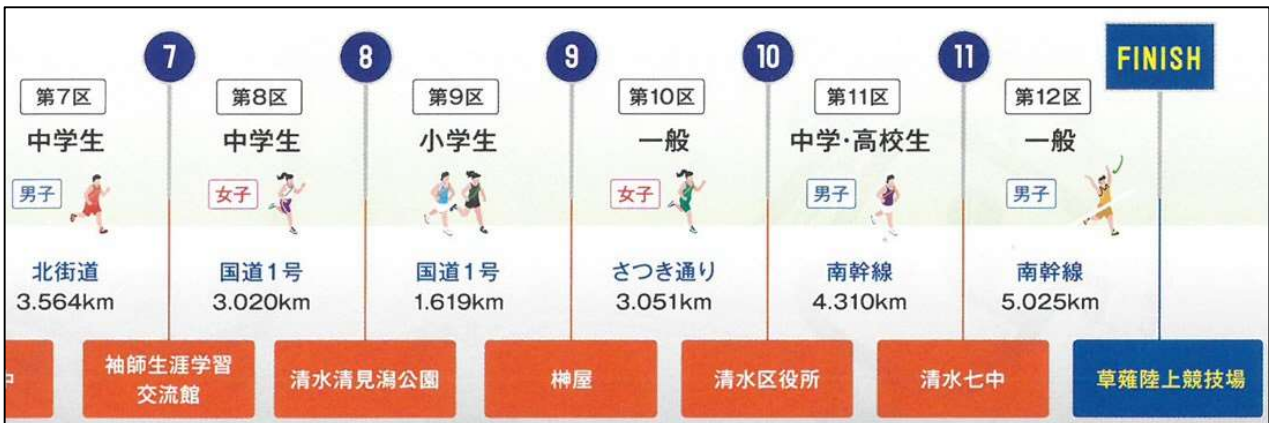 7
8
9
10
11
FINISH
第7区
第8区
第9区
第10区
第11区
第12区
中学生
中学生
小学生
一般
中学・高校生
一般
男子
女子
女子
男子
男子
北街道
国道1号
国道1号
さつき通り
南幹線
南幹線
3.564km
3.020km
1.619km
3.051km
4.310km
5.025km
袖師生涯学習
交流館
清水清見潟公園
榊屋
清水区役所
清水七中
草薙陸上競技場